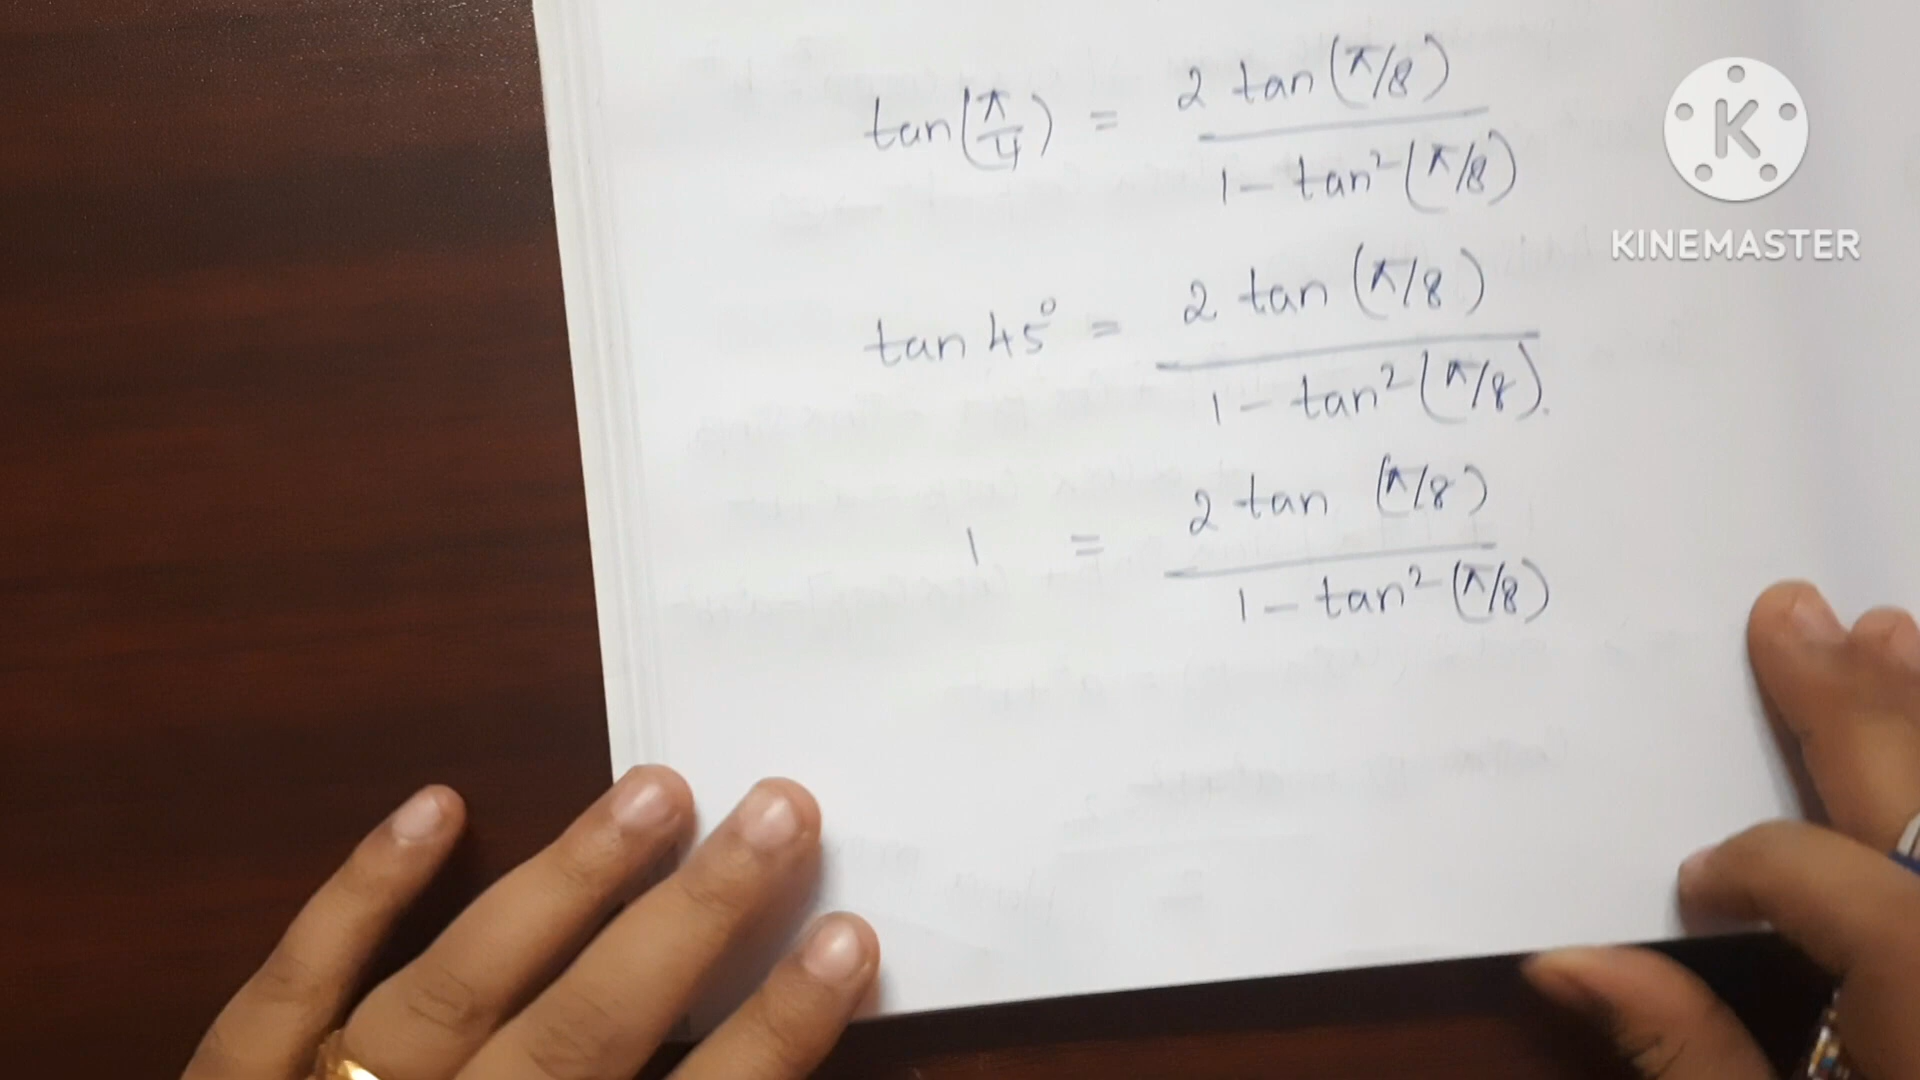 tan(π/4) = 2 tan(π/8) / 1 - tan²(π/8)
tan 45° = 2 tan (π/8) / 1 - tan²(π/8).
1 = 2 tan (π/8) / 1 - tan²(π/8)
K
KINEMASTER